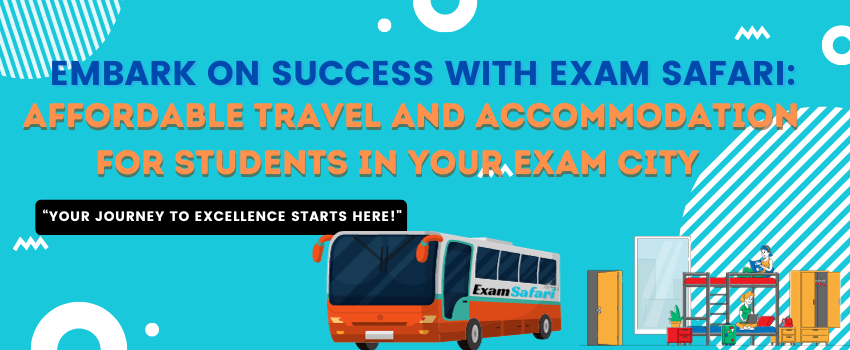 EMBARK ON SUCCESS WITH EXAM SAFARI:
AFFORDABLE TRAVEL AND ACCOMMODATION
FOR STUDENTS IN YOUR EXAM CITY
"YOUR JOURNEY TO EXCELLENCE STARTS HERE!"
ExamSafari